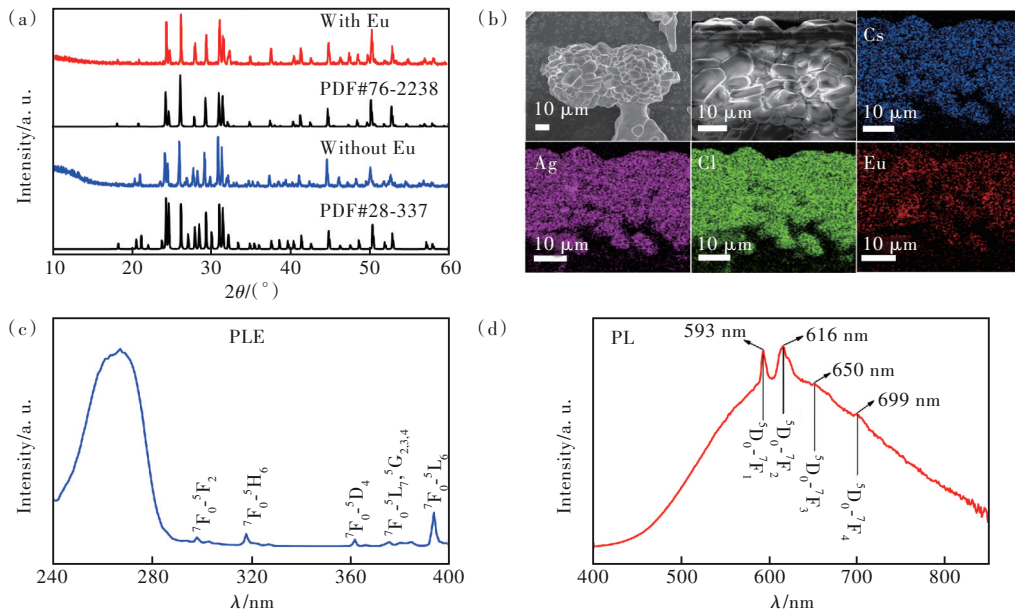 (a)
With Eu
PDF#76-2238
Without Eu
PDF#28-337
Intensity/a. u.
10 20 30 40 50 60
2θ/(°)
(b)
10 μm
10 μm
Cs
10 μm
Ag
10 μm
Cl
10 μm
Eu
10 μm
(c)
PLE
Intensity/a. u.
⁷F₀-⁵F₂
⁷F₀-⁵H₆
⁷F₀-⁵D₄
⁷F₀-⁵L₇,⁵G₂,₃,₄
⁷F₀-⁵L₆
240 280 320 360 400
λ/nm
(d)
PL
593 nm
616 nm
650 nm
699 nm
⁵D₀-⁷F₁
⁵D₀-⁷F₂
⁵D₀-⁷F₃
⁵D₀-⁷F₄
Intensity/a. u.
400 500 600 700 800
λ/nm